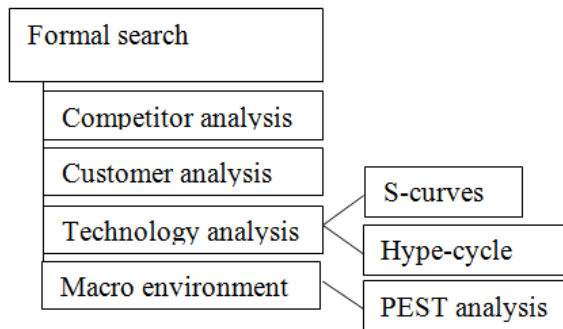 Formal search
Competitor analysis
Customer analysis
S-curves
Technology analysis
Hype-cycle
Macro environment
PEST analysis